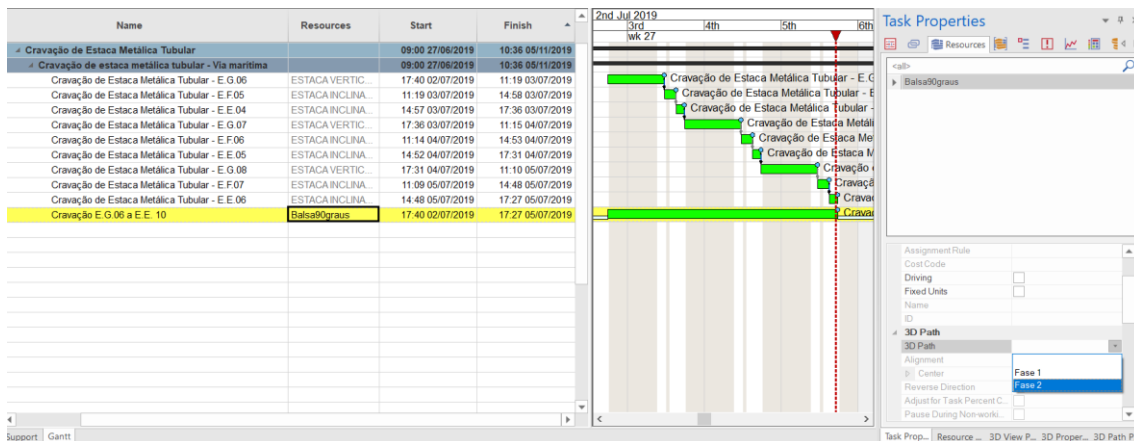 Name Resources Start Finish
2nd Jul 2019
3rd 4th 5th 6th
wk 27
Cravação de Estaca Metálica Tubular 09:00 27/06/2019 10:36 05/11/2019
Cravação de estaca metálica tubular - Via marítima 09:00 27/06/2019 10:36 05/11/2019
Cravação de Estaca Metálica Tubular - E.G.06 ESTACA VERTIC... 17:40 02/07/2019 11:19 03/07/2019 Cravação de Estaca Metálica Tubular - E.G
Cravação de Estaca Metálica Tubular - E.F.05 ESTACA INCLINA... 11:19 03/07/2019 14:58 03/07/2019 Cravação de Estaca Metálica Tubular - E
Cravação de Estaca Metálica Tubular - E.E.04 ESTACA INCLINA... 14:57 03/07/2019 17:36 03/07/2019 Cravação de Estaca Metálica Tubular -
Cravação de Estaca Metálica Tubular - E.G.07 ESTACA VERTIC... 17:36 03/07/2019 11:15 04/07/2019 Cravação de Estaca Metáli
Cravação de Estaca Metálica Tubular - E.F.06 ESTACA INCLINA... 11:14 04/07/2019 14:53 04/07/2019 Cravação de Estaca Me
Cravação de Estaca Metálica Tubular - E.E.05 ESTACA INCLINA... 14:52 04/07/2019 17:31 04/07/2019 Cravação de Estaca M
Cravação de Estaca Metálica Tubular - E.G.08 ESTACA VERTIC... 17:31 04/07/2019 11:10 05/07/2019 Cravação
Cravação de Estaca Metálica Tubular - E.F.07 ESTACA INCLINA... 11:09 05/07/2019 14:48 05/07/2019 Cravaçã
Cravação de Estaca Metálica Tubular - E.E.06 ESTACA INCLINA... 14:48 05/07/2019 17:27 05/07/2019 Cravac
Cravação E.G.06 a E.E. 10 Balsa90graus 17:40 02/07/2019 17:27 05/07/2019 Cravac
Support Gantt
Task Properties
Resources
<all>
Balsa90graus
Assignment Rule
Cost Code
Driving
Fixed Units
Name
ID
3D Path
3D Path
Alignment
Center Fase 1
Reverse Direction Fase 2
Adjust for Task Percent C...
Pause During Non-worki...
Task Prop... Resource ... 3D View P... 3D Proper... 3D Path P